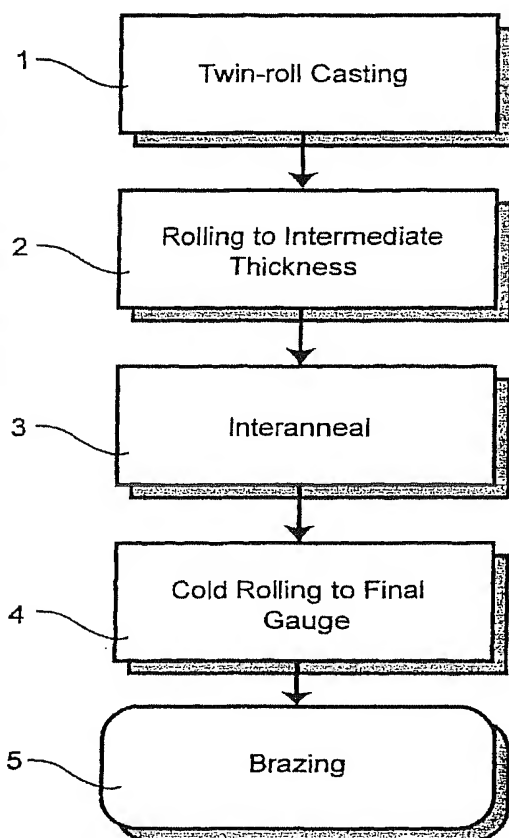 1
Twin-roll Casting
2
Rolling to Intermediate
Thickness
3
Interanneal
4
Cold Rolling to Final
Gauge
5
Brazing